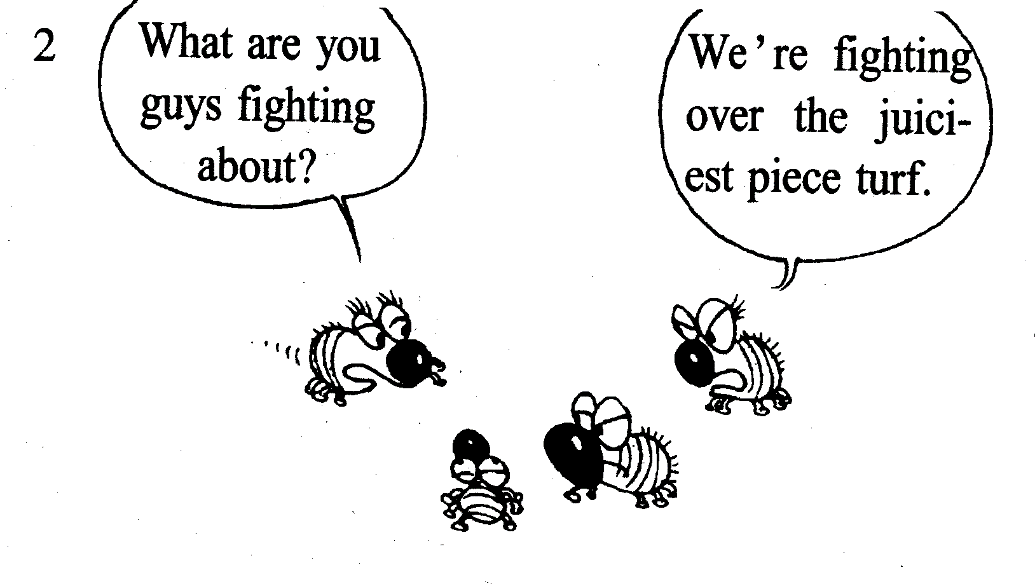 2
What are you
guys fighting
about?
We're fighting
over the juici-
est piece turf.